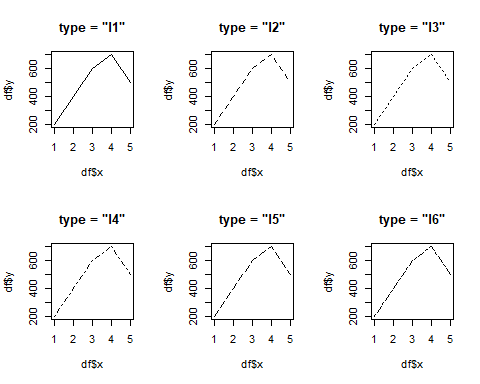 type = "l1"
600
400
200
df$y
1 2 3 4 5
df$x
type = "l2"
600
400
200
df$y
1 2 3 4 5
df$x
type = "l3"
600
400
200
df$y
1 2 3 4 5
df$x
type = "l4"
600
400
200
df$y
1 2 3 4 5
df$x
type = "l5"
600
400
200
df$y
1 2 3 4 5
df$x
type = "l6"
600
400
200
df$y
1 2 3 4 5
df$x